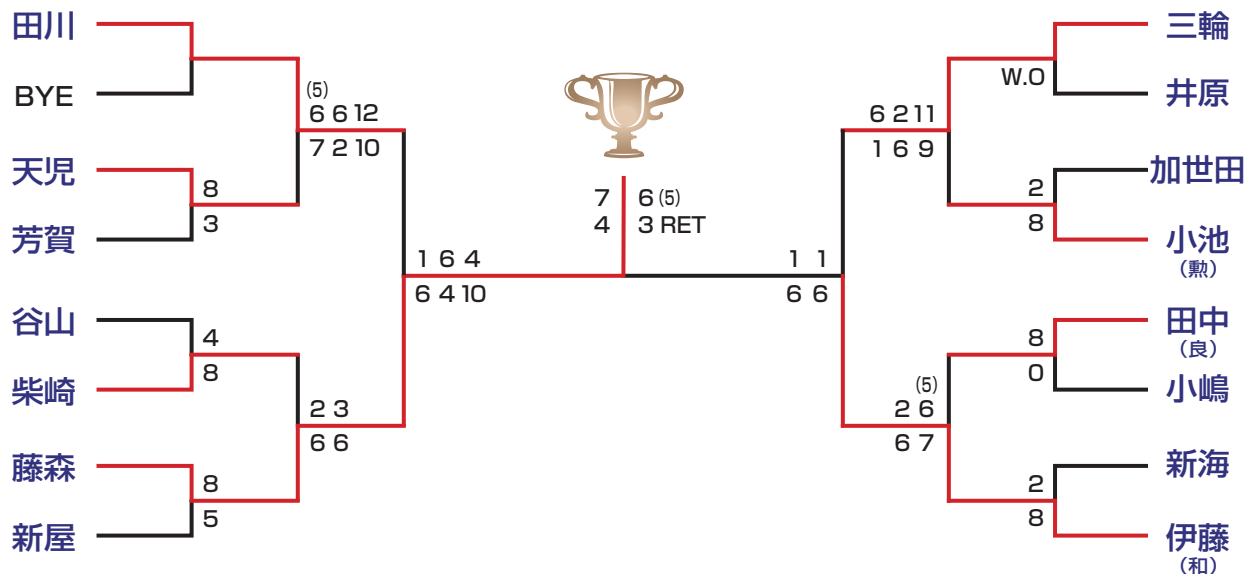 田川
BYE
天児
芳賀
谷山
柴崎
藤森
新屋
8
3
4
8
8
5
(5)
6 6 12
7 2 10
2 3
6 6
1 6 4
6 4 10
7 6 (5)
4 3 RET
1 1
6 6
6 2 11
1 6 9
(5)
2 6
6 7
W.O
2
8
8
0
2
8
三輪
井原
加世田
小池
(勲)
田中
(良)
小嶋
新海
伊藤
(和)